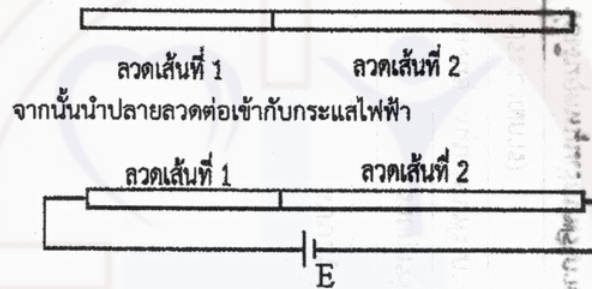 ลวดเส้นที่ 1 ลวดเส้นที่ 2
จากนั้นนำปลายลวดต่อเข้ากับกระแสไฟฟ้า
ลวดเส้นที่ 1 ลวดเส้นที่ 2
E